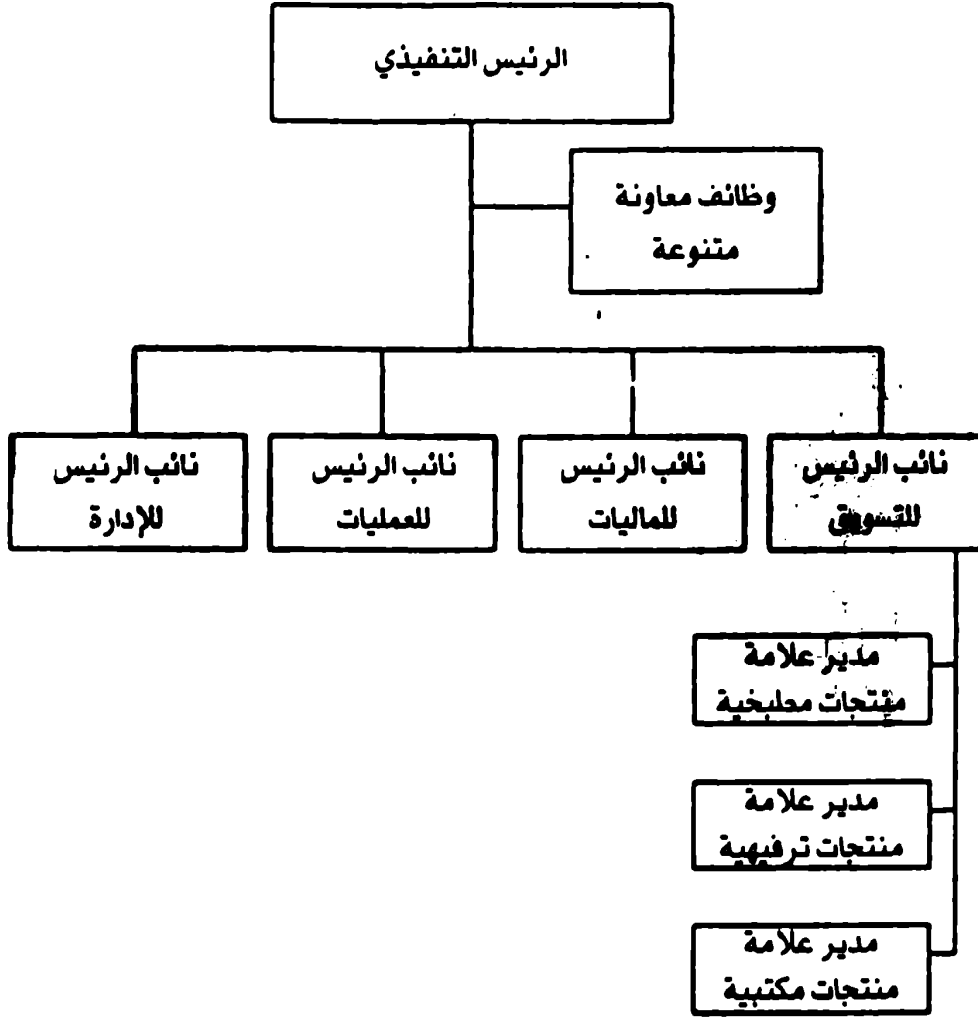 الرئيس التنفيذي
وظائف معاونة
متنوعة
نائب الرئيس
للتسويق
نائب الرئيس
للماليات
نائب الرئيس
للعمليات
نائب الرئيس
للإدارة
مدير علامة
منتجات مطبخية
مدير علامة
منتجات ترفيهية
مدير علامة
منتجات مكتبية